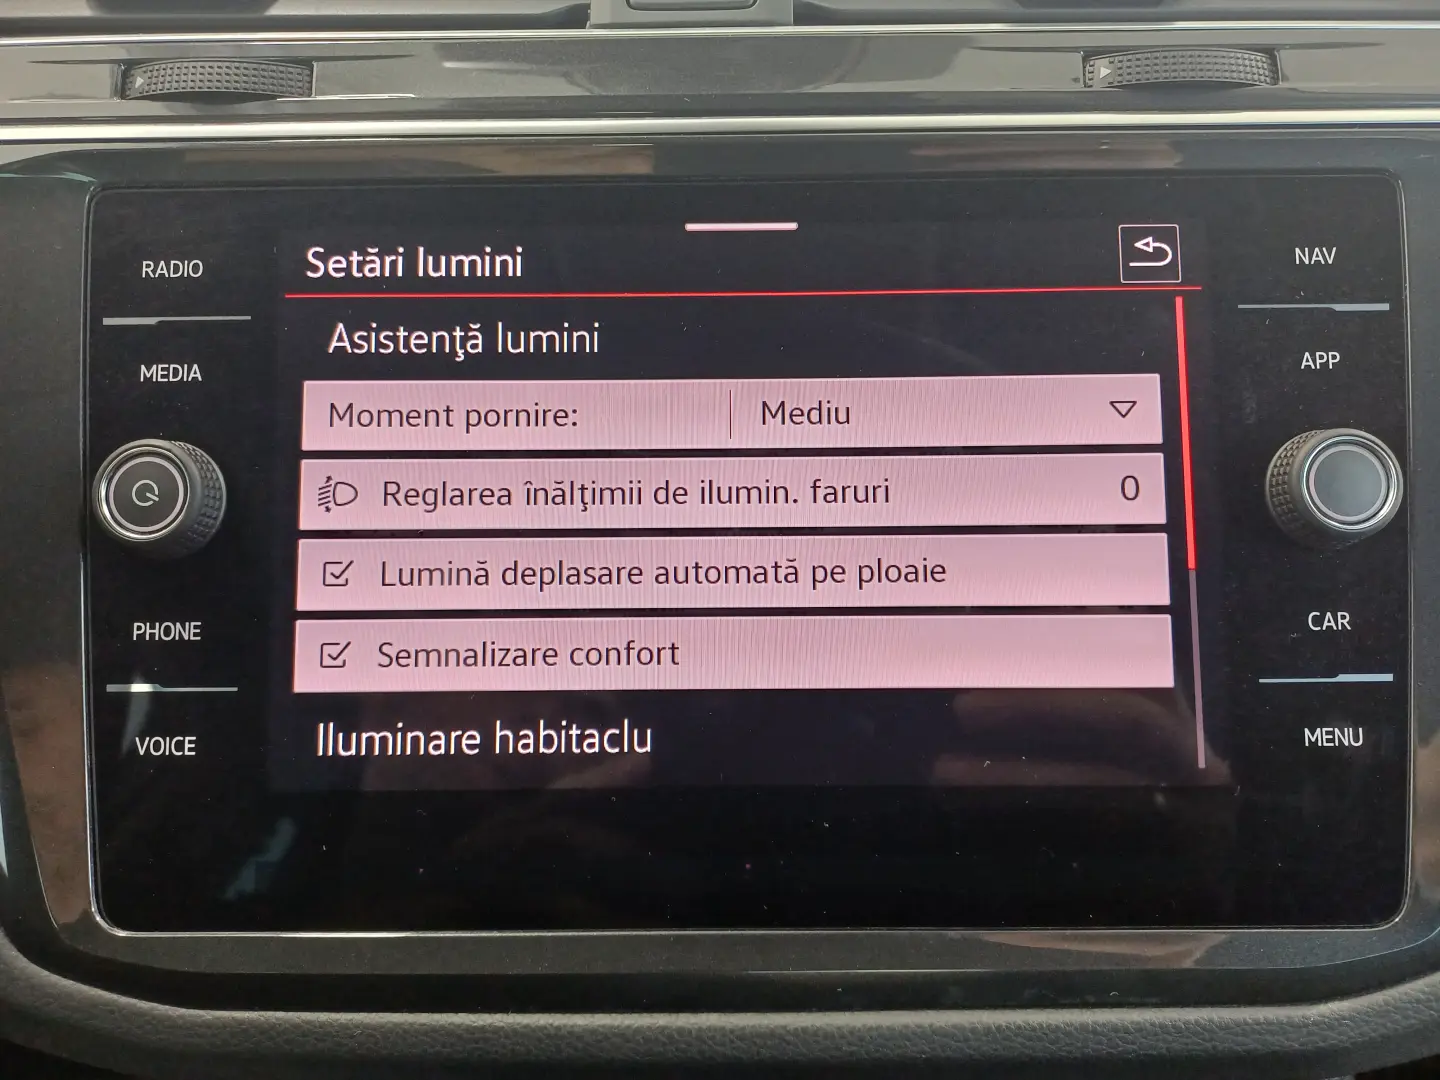 RADIO
MEDIA
PHONE
VOICE
Setări lumini
Asistenţă lumini
Moment pornire: Mediu
Reglarea înălţimii de ilumin. faruri 0
Lumină deplasare automată pe ploaie
Semnalizare confort
Iluminare habitaclu
NAV
APP
CAR
MENU